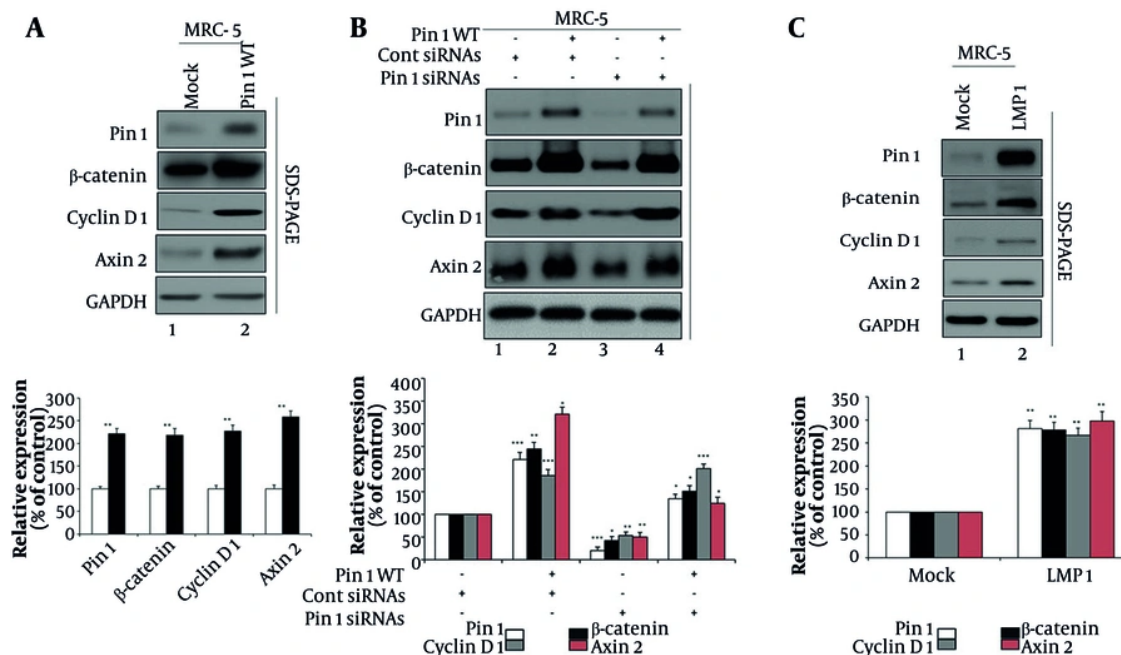 A
MRC- 5
Mock
Pin 1 WT
Pin 1
β-catenin
Cyclin D 1
Axin 2
GAPDH
SDS-PAGE
1 2
Relative expression
(% of control)
300
250
200
150
100
50
0
** ** ** **
Pin 1
β-catenin
Cyclin D 1
Axin 2
B
MRC-5
Pin 1 WT - + - +
Cont siRNAs + + - -
Pin 1 siRNAs - - + +
Pin 1
β-catenin
Cyclin D 1
Axin 2
GAPDH
SDS-PAGE
1 2 3 4
Relative expression
(% of control)
400
350
300
250
200
150
100
50
0
*** ** *** *
*** * ** **
* * *** *
Pin 1 WT - + - +
Cont siRNAs + + - -
Pin 1 siRNAs - - + +
Pin 1
β-catenin
Cyclin D 1
Axin 2
C
MRC-5
Mock
LMP 1
Pin 1
β-catenin
Cyclin D 1
Axin 2
GAPDH
SDS-PAGE
1 2
Relative expression
(% of control)
350
300
250
200
150
100
50
0
** ** ** **
Mock LMP 1
Pin 1
β-catenin
Cyclin D 1
Axin 2